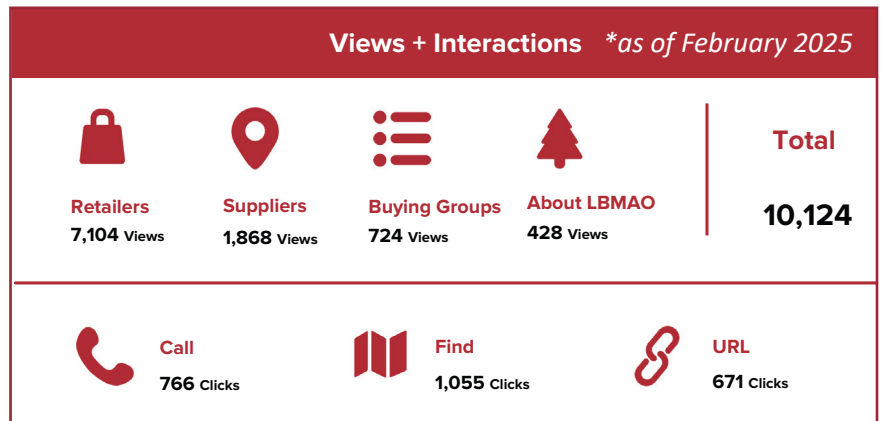 Views + Interactions *as of February 2025
Retailers
7,104 Views
Suppliers
1,868 Views
Buying Groups
724 Views
About LBMAO
428 Views
Total
10,124
Call
766 Clicks
Find
1,055 Clicks
URL
671 Clicks